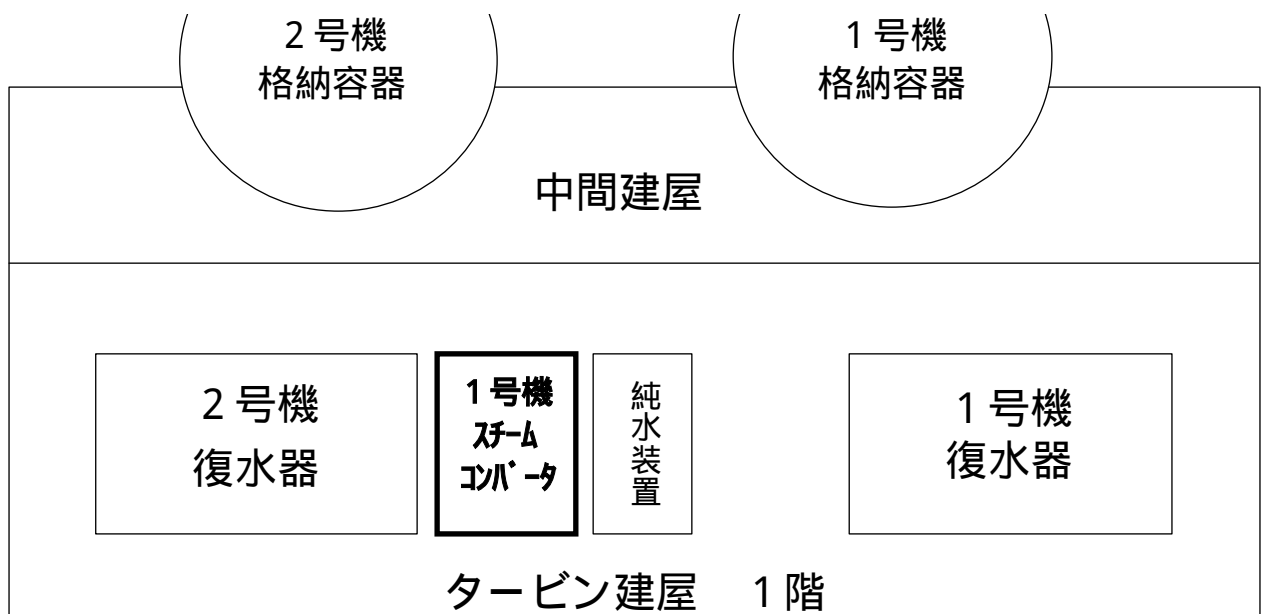 2号機
格納容器
1号機
格納容器
中間建屋
2号機
復水器
1号機
ｽﾁｰﾑ
ｺﾝﾊﾞｰﾀ
純水装置
1号機
復水器
タービン建屋　1階